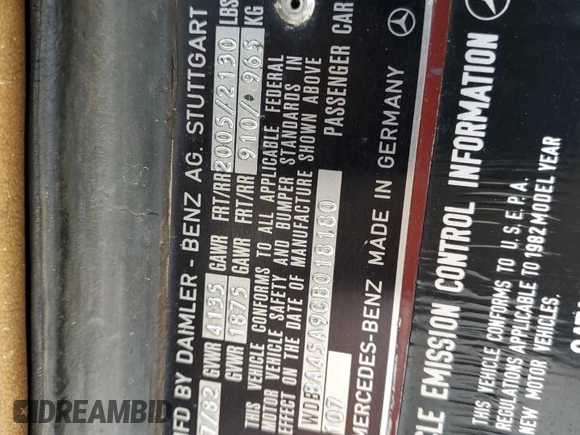 MFD BY DAIMLER - BENZ AG. STUTTGART
7/82 GVWR 4135 GAWR FRT/RR 2005/2130 LBS
GVWR 1875 GAWR FRT/RR 910/ 965 KG
THIS VEHICLE CONFORMS TO ALL APPLICABLE FEDERAL
MOTOR VEHICLE SAFETY AND BUMPER STANDARDS IN
EFFECT ON THE DATE OF MANUFACTURE SHOWN ABOVE
WDBBA45A9CB018180 PASSENGER CAR
107
MERCEDES-BENZ MADE IN GERMANY
CLE EMISSION CONTROL INFORMATION
THIS VEHICLE CONFORMS TO U.S.E.P.A.
REGULATIONS APPLICABLE TO 1982 MODEL YEAR
NEW MOTOR VEHICLES.
IDREAMBID